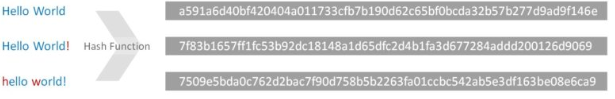 Hello World a591a6d40bf420404a011733cfb7b190d62c65bf0bcda32b57b277d9ad9f146e
Hello World! Hash Function 7f83b1657ff1fc53b92dc18148a1d65dfc2d4b1fa3d677284addd200126d9069
hello world! 7509e5bda0c762d2bac7f90d758b5b2263fa01ccbc542ab5e3df163be08e6ca9